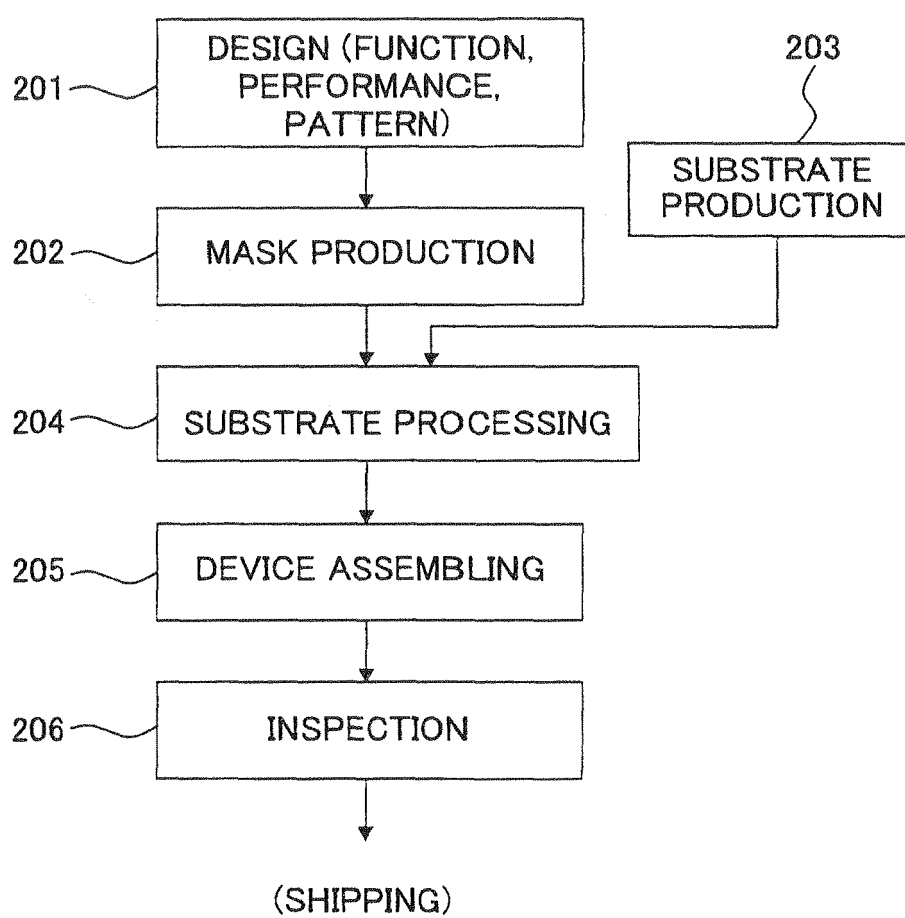 DESIGN (FUNCTION,
PERFORMANCE,
PATTERN)
201
203
SUBSTRATE
PRODUCTION
202
MASK PRODUCTION
204
SUBSTRATE PROCESSING
205
DEVICE ASSEMBLING
206
INSPECTION
(SHIPPING)